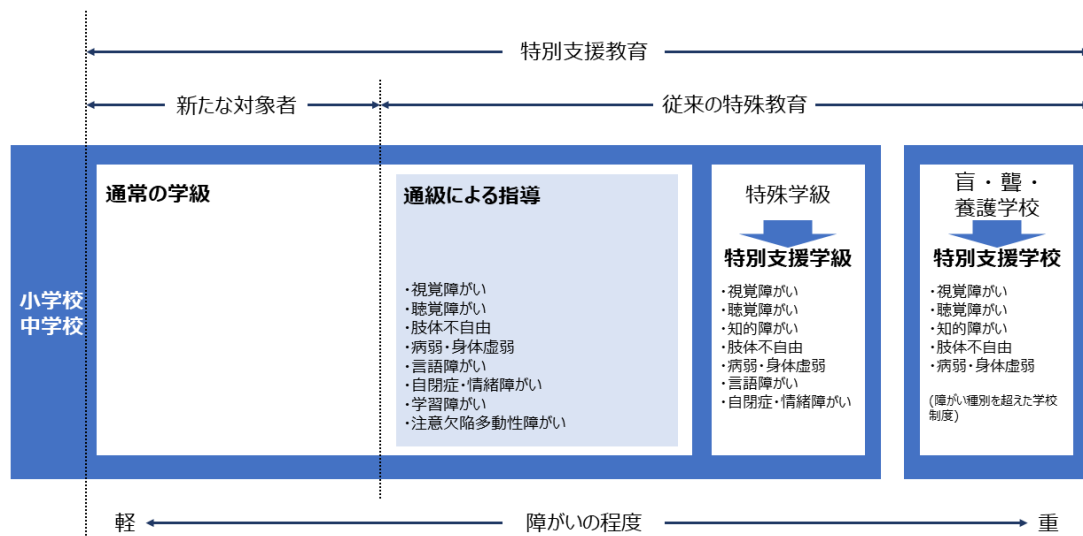 特別支援教育
新たな対象者
従来の特殊教育
小学校
中学校
通常の学級
通級による指導
・視覚障がい
・聴覚障がい
・肢体不自由
・病弱・身体虚弱
・言語障がい
・自閉症・情緒障がい
・学習障がい
・注意欠陥多動性障がい
特殊学級
特別支援学級
・視覚障がい
・聴覚障がい
・知的障がい
・肢体不自由
・病弱・身体虚弱
・言語障がい
・自閉症・情緒障がい
盲・聾・
養護学校
特別支援学校
・視覚障がい
・聴覚障がい
・知的障がい
・肢体不自由
・病弱・身体虚弱
(障がい種別を超えた学校
制度)
軽
障がいの程度
重